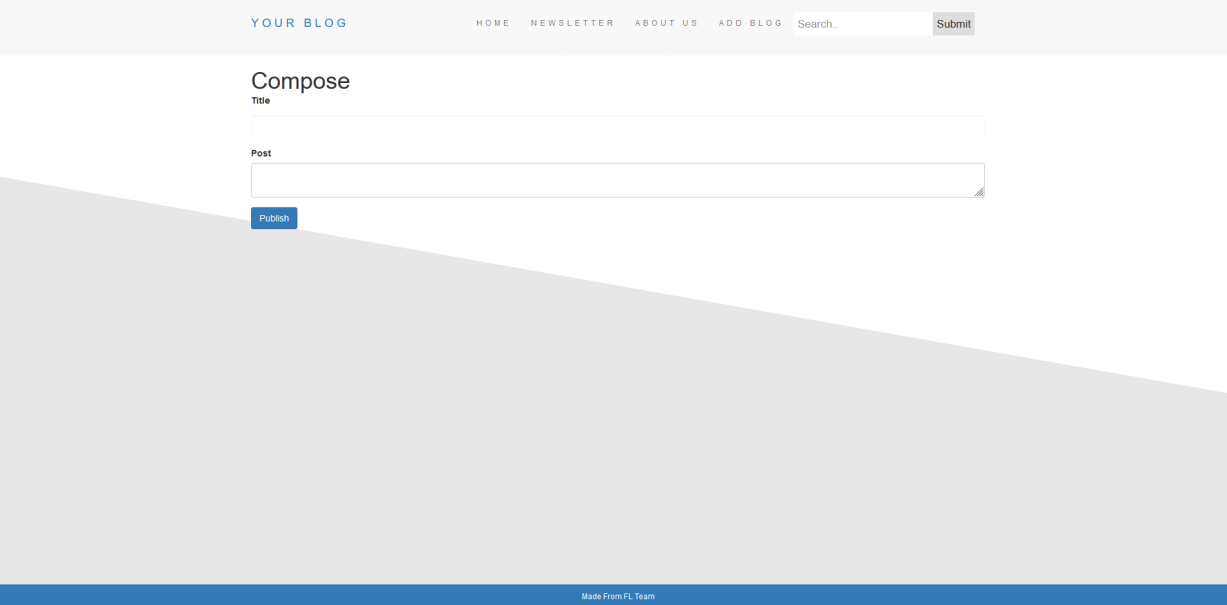 YOUR BLOG HOME NEWSLETTER ABOUT US ADD BLOG Search.. Submit
Compose
Title
Post
Publish
Made From FL Team